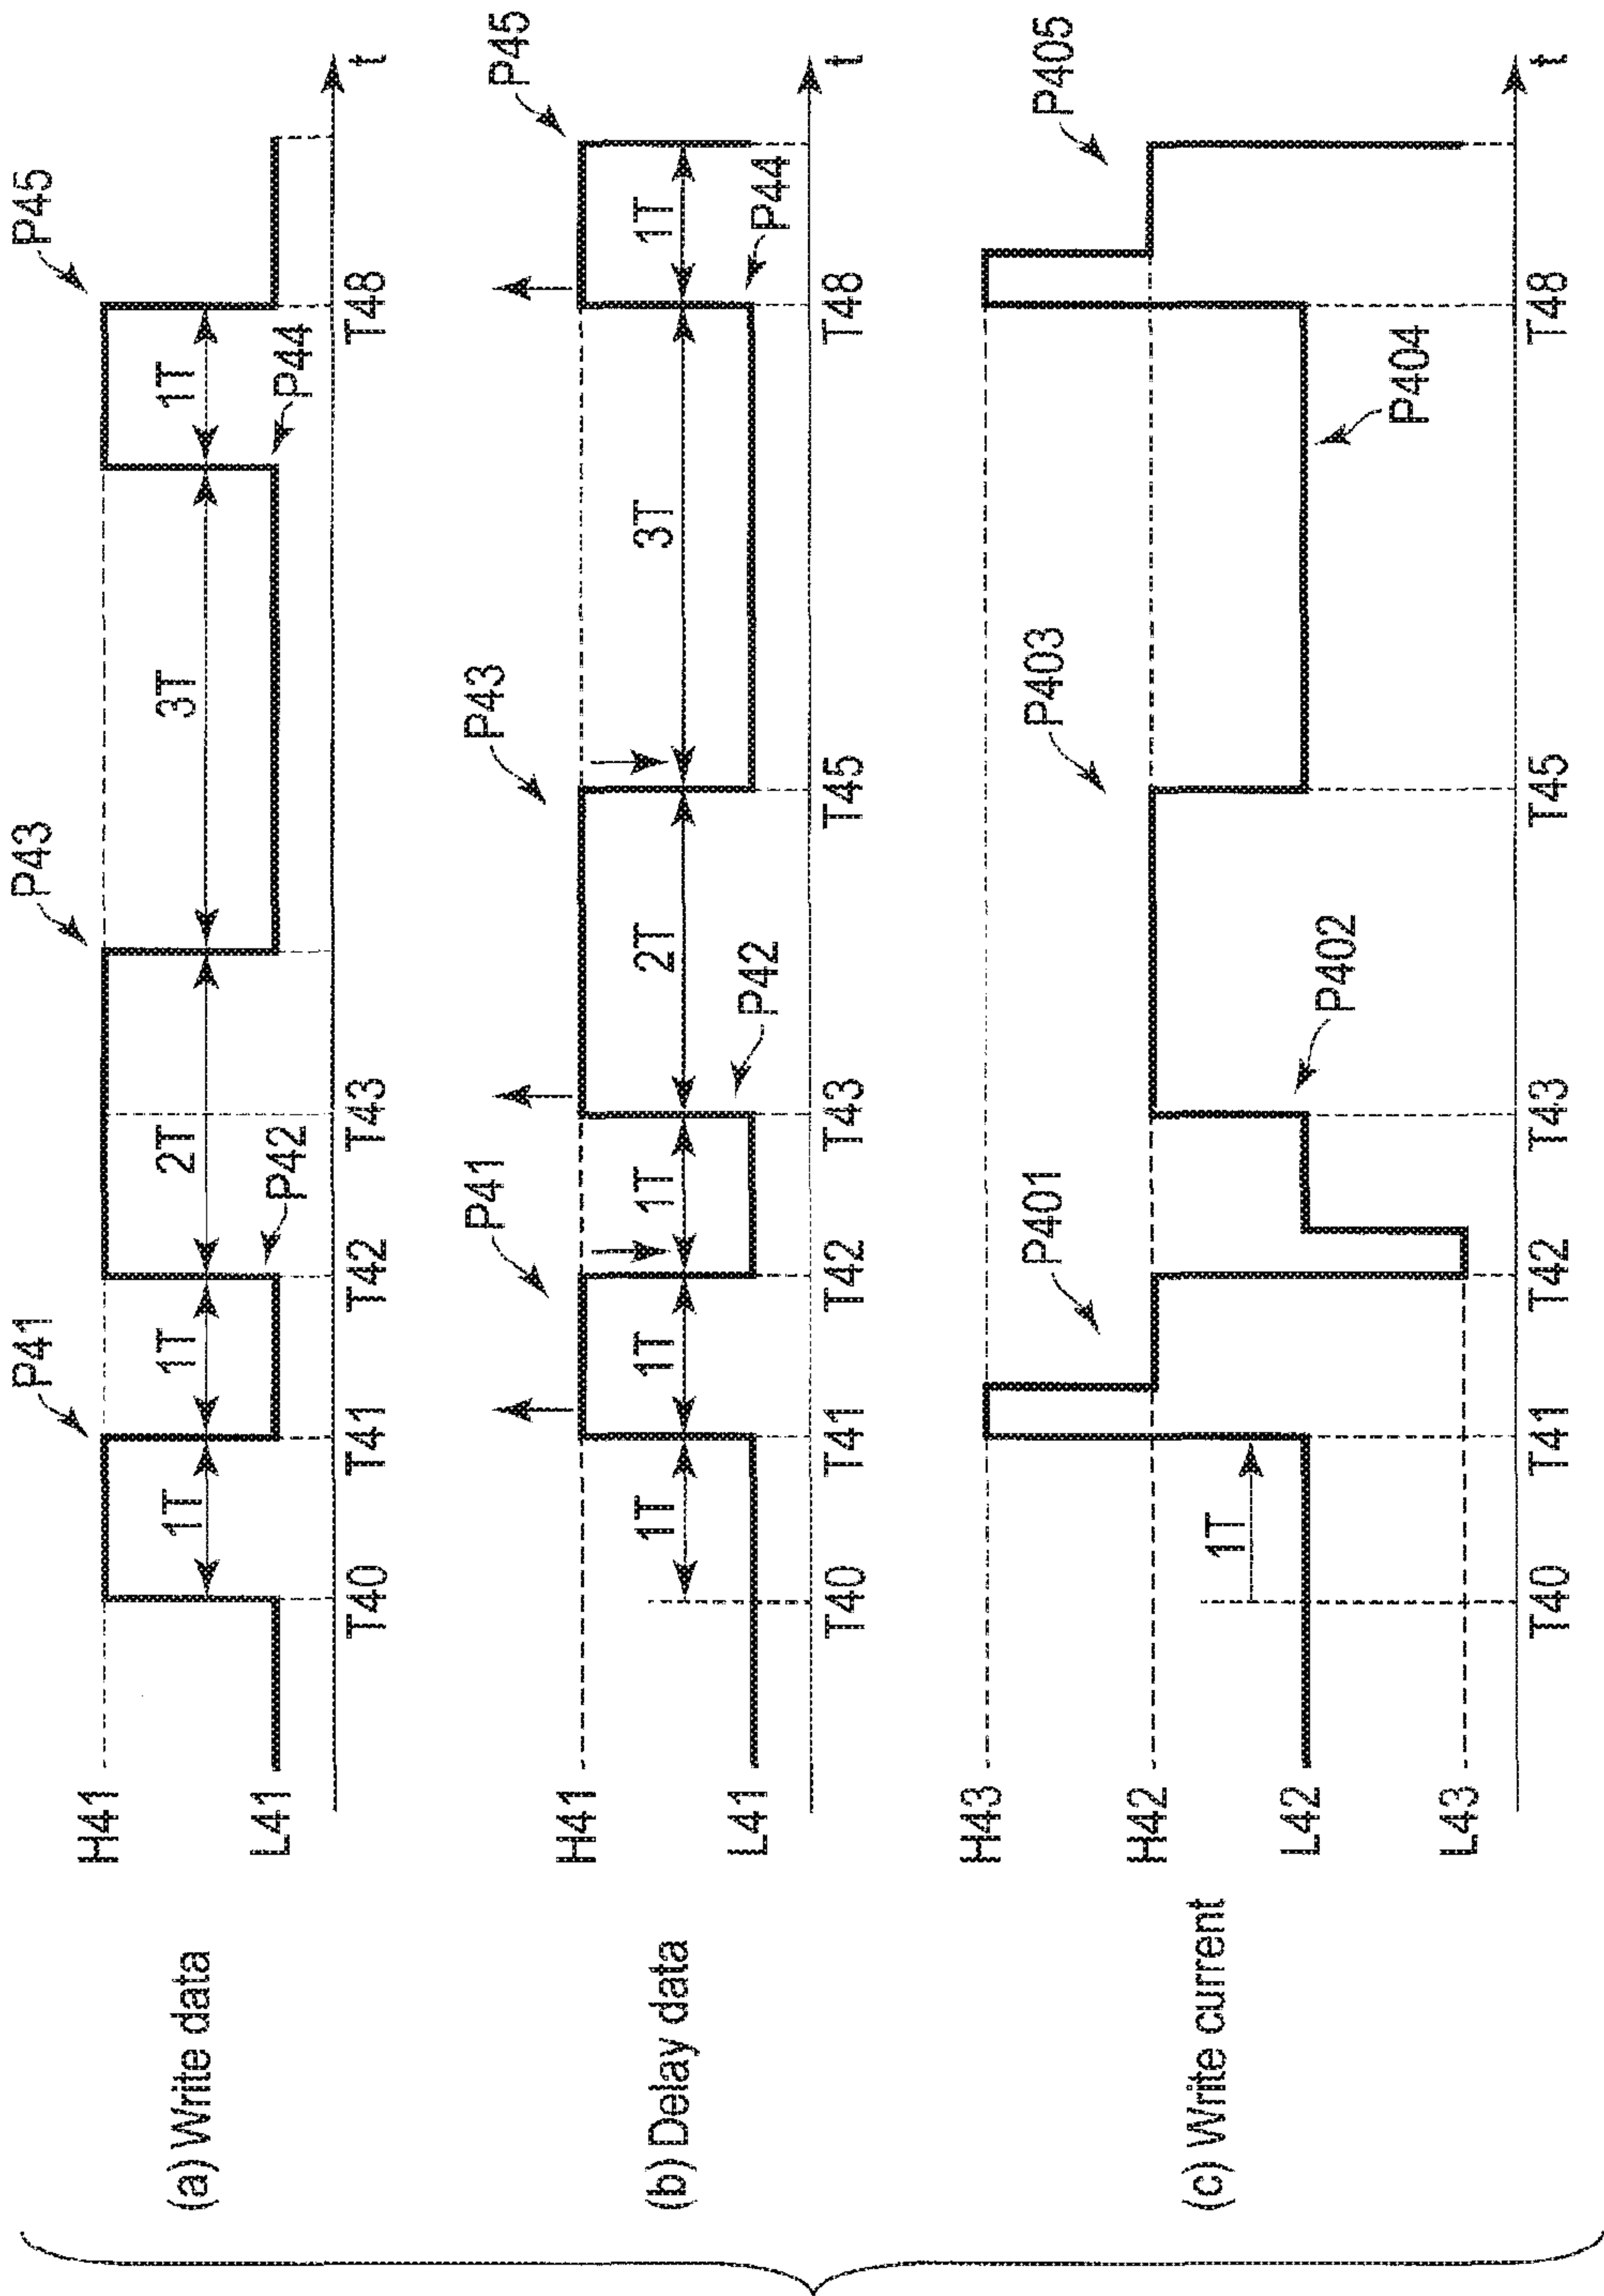 (a) Write data
P41
P43
P45
H41
1T
1T
2T
3T
1T
L41
P42
P44
T40
T41
T42
T43
T48
t
(b) Delay data
P41
P43
P45
H41
1T
1T
1T
2T
3T
1T
L41
P42
P44
T40
T41
T42
T43
T45
T48
t
(c) Write current
H43
P401
P403
P405
H42
1T
L42
P402
P404
L43
T40
T41
T42
T43
T45
T48
t